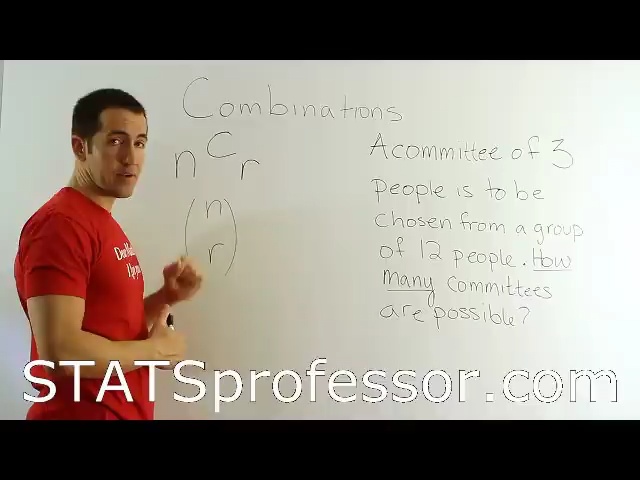 Combinations
nCr
(n
r)
A committee of 3
people is to be
chosen from a group
of 12 people. How
many committees
are possible?
STATSprofessor.com